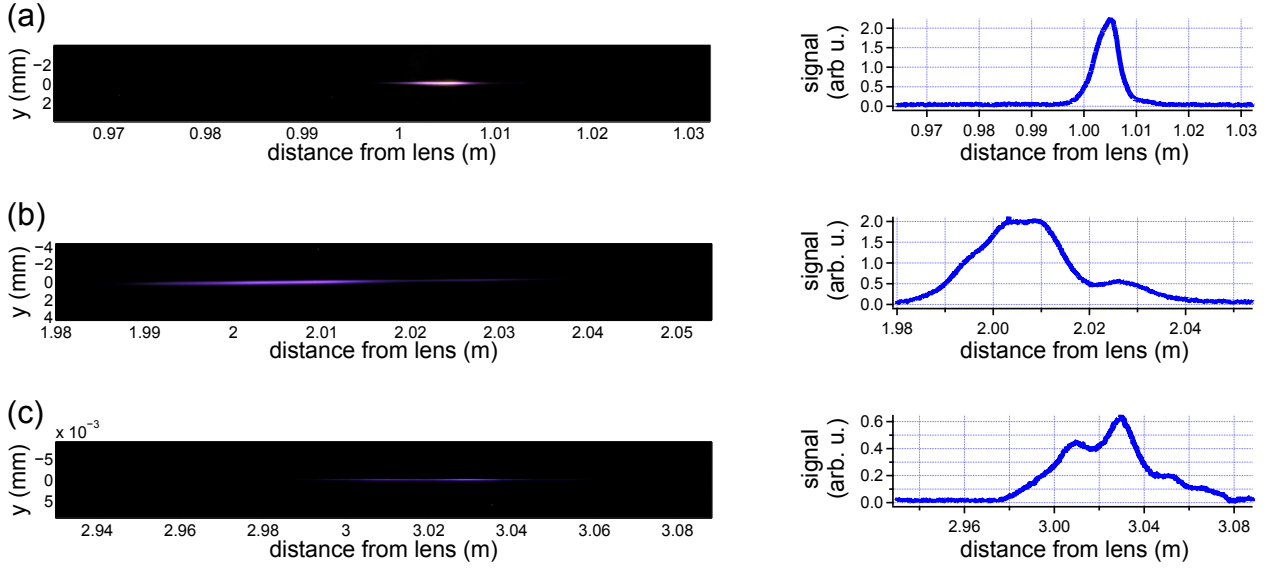 (a)
y (mm)
−2
0
2
0.97 0.98 0.99 1 1.01 1.02 1.03
distance from lens (m)
signal
(arb u.)
2.0
1.5
1.0
0.5
0.0
0.97 0.98 0.99 1.00 1.01 1.02 1.03
distance from lens (m)
(b)
y (mm)
−4
−2
0
2
4
1.98 1.99 2 2.01 2.02 2.03 2.04 2.05
distance from lens (m)
signal
(arb. u.)
2.0
1.5
1.0
0.5
0.0
1.98 2.00 2.02 2.04
distance from lens (m)
(c)
x 10⁻³
y (mm)
−5
0
5
2.94 2.96 2.98 3 3.02 3.04 3.06 3.08
distance from lens (m)
signal
(arb. u.)
0.6
0.4
0.2
0.0
2.96 3.00 3.04 3.08
distance from lens (m)